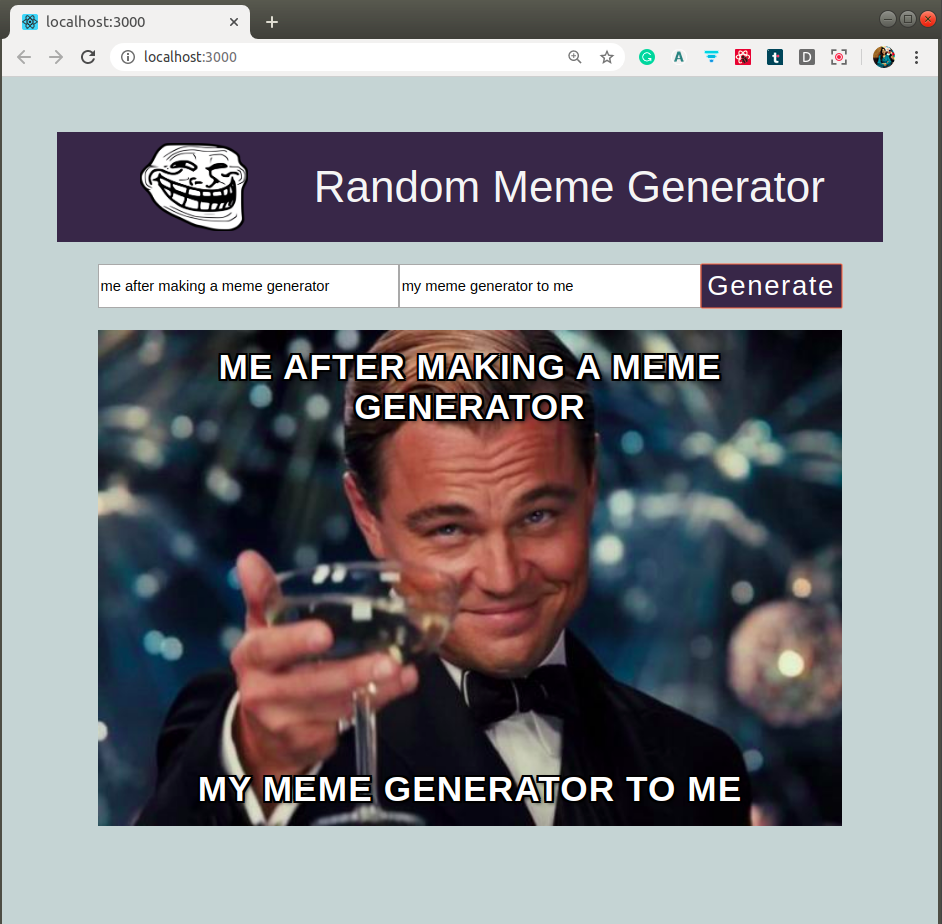 localhost:3000
localhost:3000
Random Meme Generator
me after making a meme generator
my meme generator to me
Generate
ME AFTER MAKING A MEME
GENERATOR
MY MEME GENERATOR TO ME